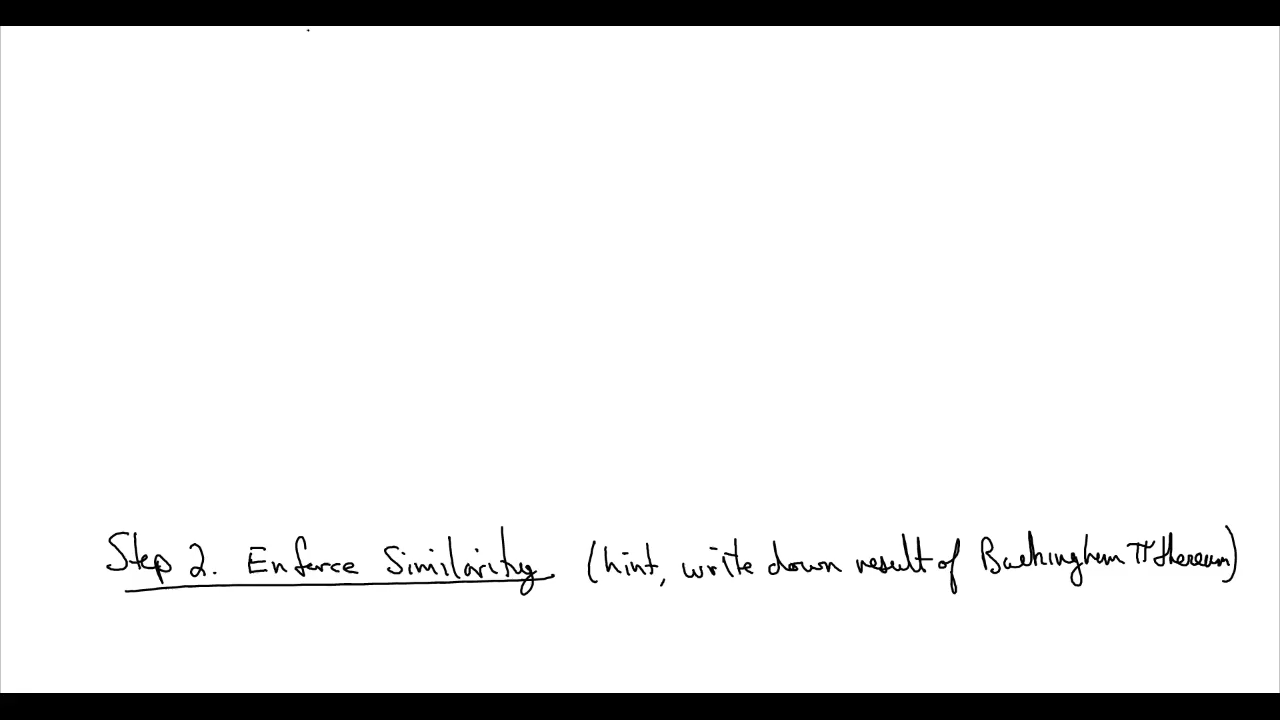 Step 2. Enforce Similarity (hint, write down result of Buckingham π theorem)